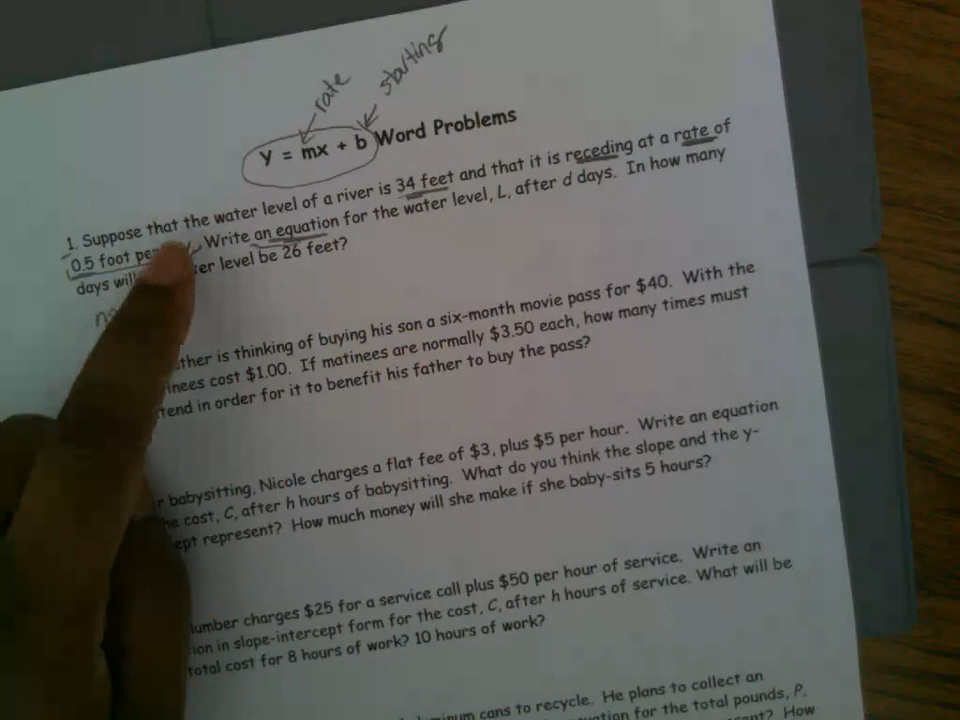 rate
starting
y = mx + b Word Problems
1. Suppose that the water level of a river is 34 feet and that it is receding at a rate of
0.5 foot per Write an equation for the water level, L, after d days. In how many
days will er level be 26 feet?
ther is thinking of buying his son a six-month movie pass for $40. With the
inees cost $1.00. If matinees are normally $3.50 each, how many times must
tend in order for it to benefit his father to buy the pass?
r babysitting, Nicole charges a flat fee of $3, plus $5 per hour. Write an equation
he cost, C, after h hours of babysitting. What do you think the slope and the y-
ept represent? How much money will she make if she baby-sits 5 hours?
lumber charges $25 for a service call plus $50 per hour of service. Write an
ion in slope-intercept form for the cost, C, after h hours of service. What will be
total cost for 8 hours of work? 10 hours of work?
uminum cans to recycle. He plans to collect an
uation for the total pounds, P,
How